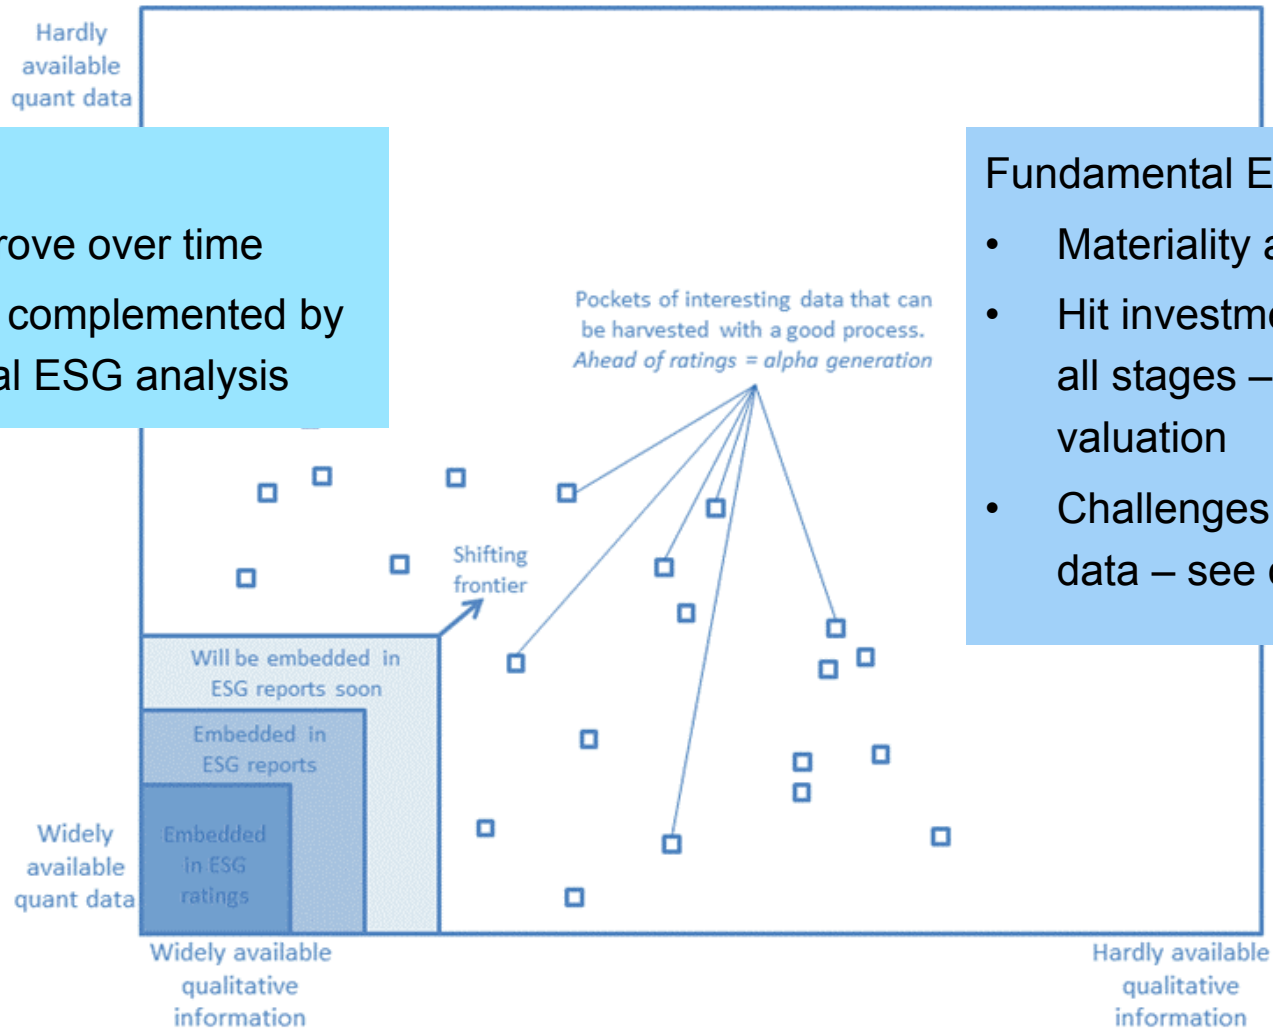 Hardly
available
quant data
rove over time
complemented by
al ESG analysis
Pockets of interesting data that can
be harvested with a good process.
Ahead of ratings = alpha generation
Fundamental E
• Materiality a
• Hit investme
all stages –
valuation
• Challenges
data – see
Shifting
frontier
Will be embedded in
ESG reports soon
Embedded in
ESG reports
Embedded
in ESG
ratings
Widely
available
quant data
Widely available
qualitative
information
Hardly available
qualitative
information